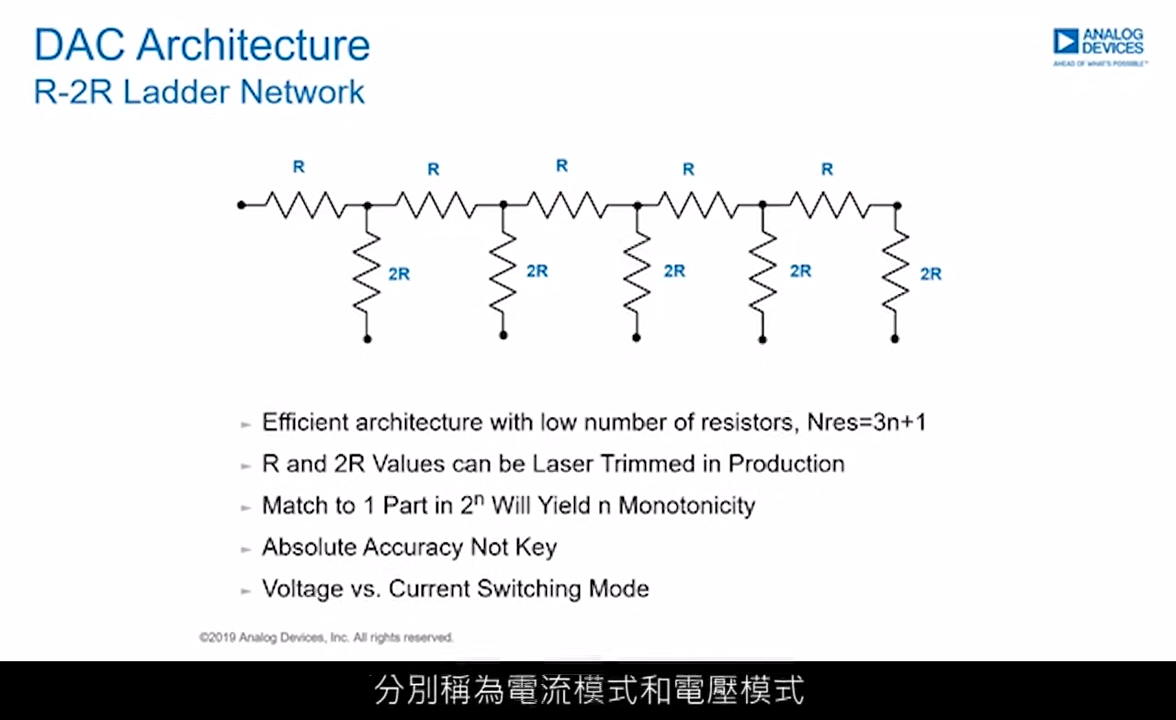 DAC Architecture
R-2R Ladder Network
ANALOG
DEVICES
AHEAD OF WHAT'S POSSIBLE™
R
R
R
R
R
2R
2R
2R
2R
2R
Efficient architecture with low number of resistors, Nres=3n+1
R and 2R Values can be Laser Trimmed in Production
Match to 1 Part in 2ⁿ Will Yield n Monotonicity
Absolute Accuracy Not Key
Voltage vs. Current Switching Mode
©2019 Analog Devices, Inc. All rights reserved.
分別稱為電流模式和電壓模式